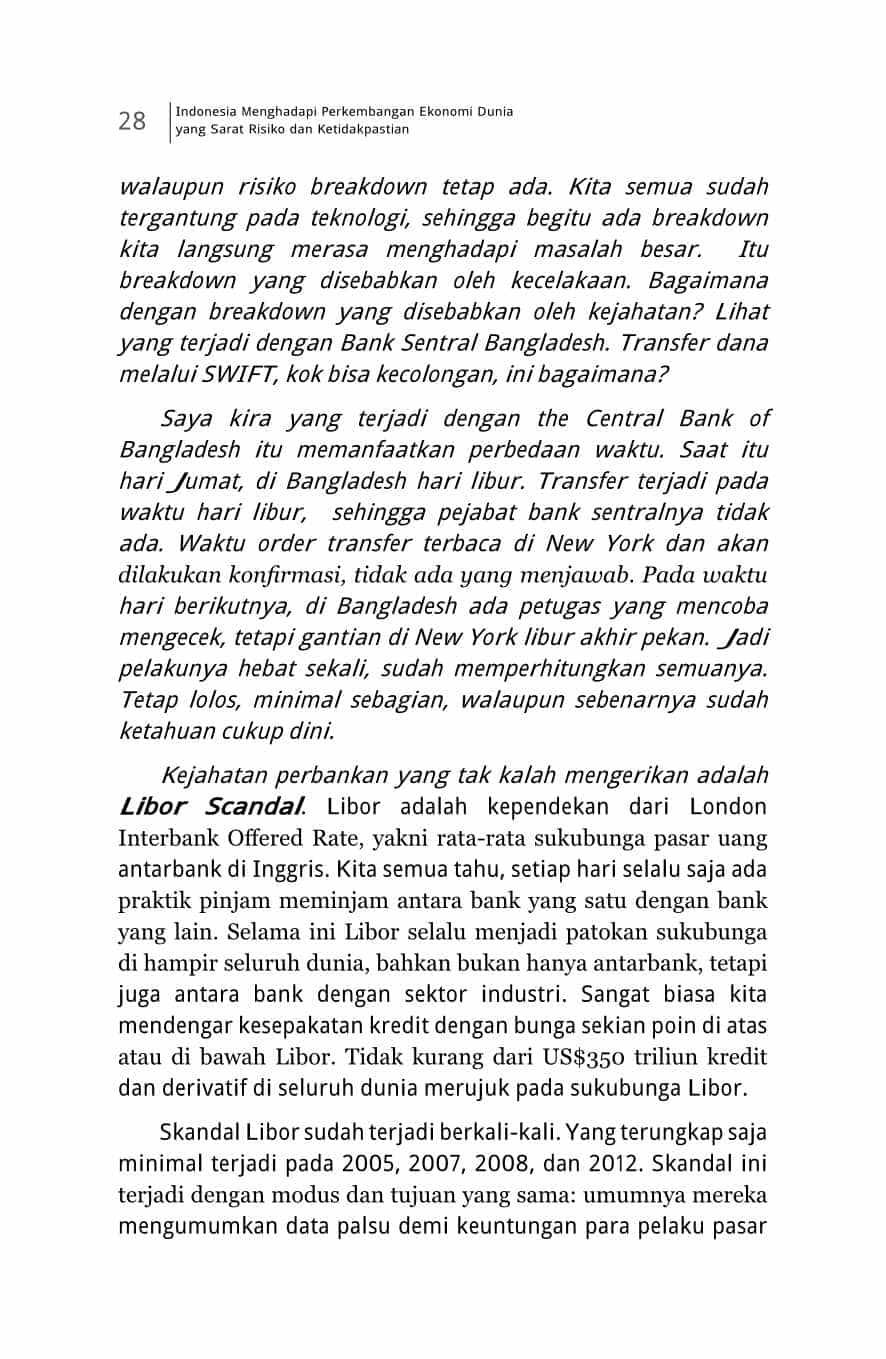 28
Indonesia Menghadapi Perkembangan Ekonomi Dunia
yang Sarat Risiko dan Ketidakpastian
walaupun risiko breakdown tetap ada. Kita semua sudah
tergantung pada teknologi, sehingga begitu ada breakdown
kita langsung merasa menghadapi masalah besar. Itu
breakdown yang disebabkan oleh kecelakaan. Bagaimana
dengan breakdown yang disebabkan oleh kejahatan? Lihat
yang terjadi dengan Bank Sentral Bangladesh. Transfer dana
melalui SWIFT, kok bisa kecolongan, ini bagaimana?
Saya kira yang terjadi dengan the Central Bank of
Bangladesh itu memanfaatkan perbedaan waktu. Saat itu
hari Jumat, di Bangladesh hari libur. Transfer terjadi pada
waktu hari libur, sehingga pejabat bank sentralnya tidak
ada. Waktu order transfer terbaca di New York dan akan
dilakukan konfirmasi, tidak ada yang menjawab. Pada waktu
hari berikutnya, di Bangladesh ada petugas yang mencoba
mengecek, tetapi gantian di New York libur akhir pekan. Jadi
pelakunya hebat sekali, sudah memperhitungkan semuanya.
Tetap lolos, minimal sebagian, walaupun sebenarnya sudah
ketahuan cukup dini.
Kejahatan perbankan yang tak kalah mengerikan adalah
Libor Scandal. Libor adalah kependekan dari London
Interbank Offered Rate, yakni rata-rata sukubunga pasar uang
antarbank di Inggris. Kita semua tahu, setiap hari selalu saja ada
praktik pinjam meminjam antara bank yang satu dengan bank
yang lain. Selama ini Libor selalu menjadi patokan sukubunga
di hampir seluruh dunia, bahkan bukan hanya antarbank, tetapi
juga antara bank dengan sektor industri. Sangat biasa kita
mendengar kesepakatan kredit dengan bunga sekian poin di atas
atau di bawah Libor. Tidak kurang dari US$350 triliun kredit
dan derivatif di seluruh dunia merujuk pada sukubunga Libor.
Skandal Libor sudah terjadi berkali-kali. Yang terungkap saja
minimal terjadi pada 2005, 2007, 2008, dan 2012. Skandal ini
terjadi dengan modus dan tujuan yang sama: umumnya mereka
mengumumkan data palsu demi keuntungan para pelaku pasar